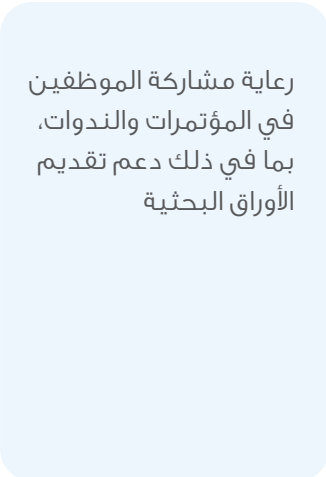 رعاية مشاركة الموظفين
في المؤتمرات والندوات،
بما في ذلك دعم تقديم
الأوراق البحثية